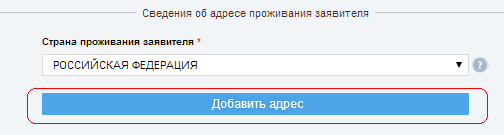 Сведения об адресе проживания заявителя
Страна проживания заявителя *
РОССИЙСКАЯ ФЕДЕРАЦИЯ
?
Добавить адрес